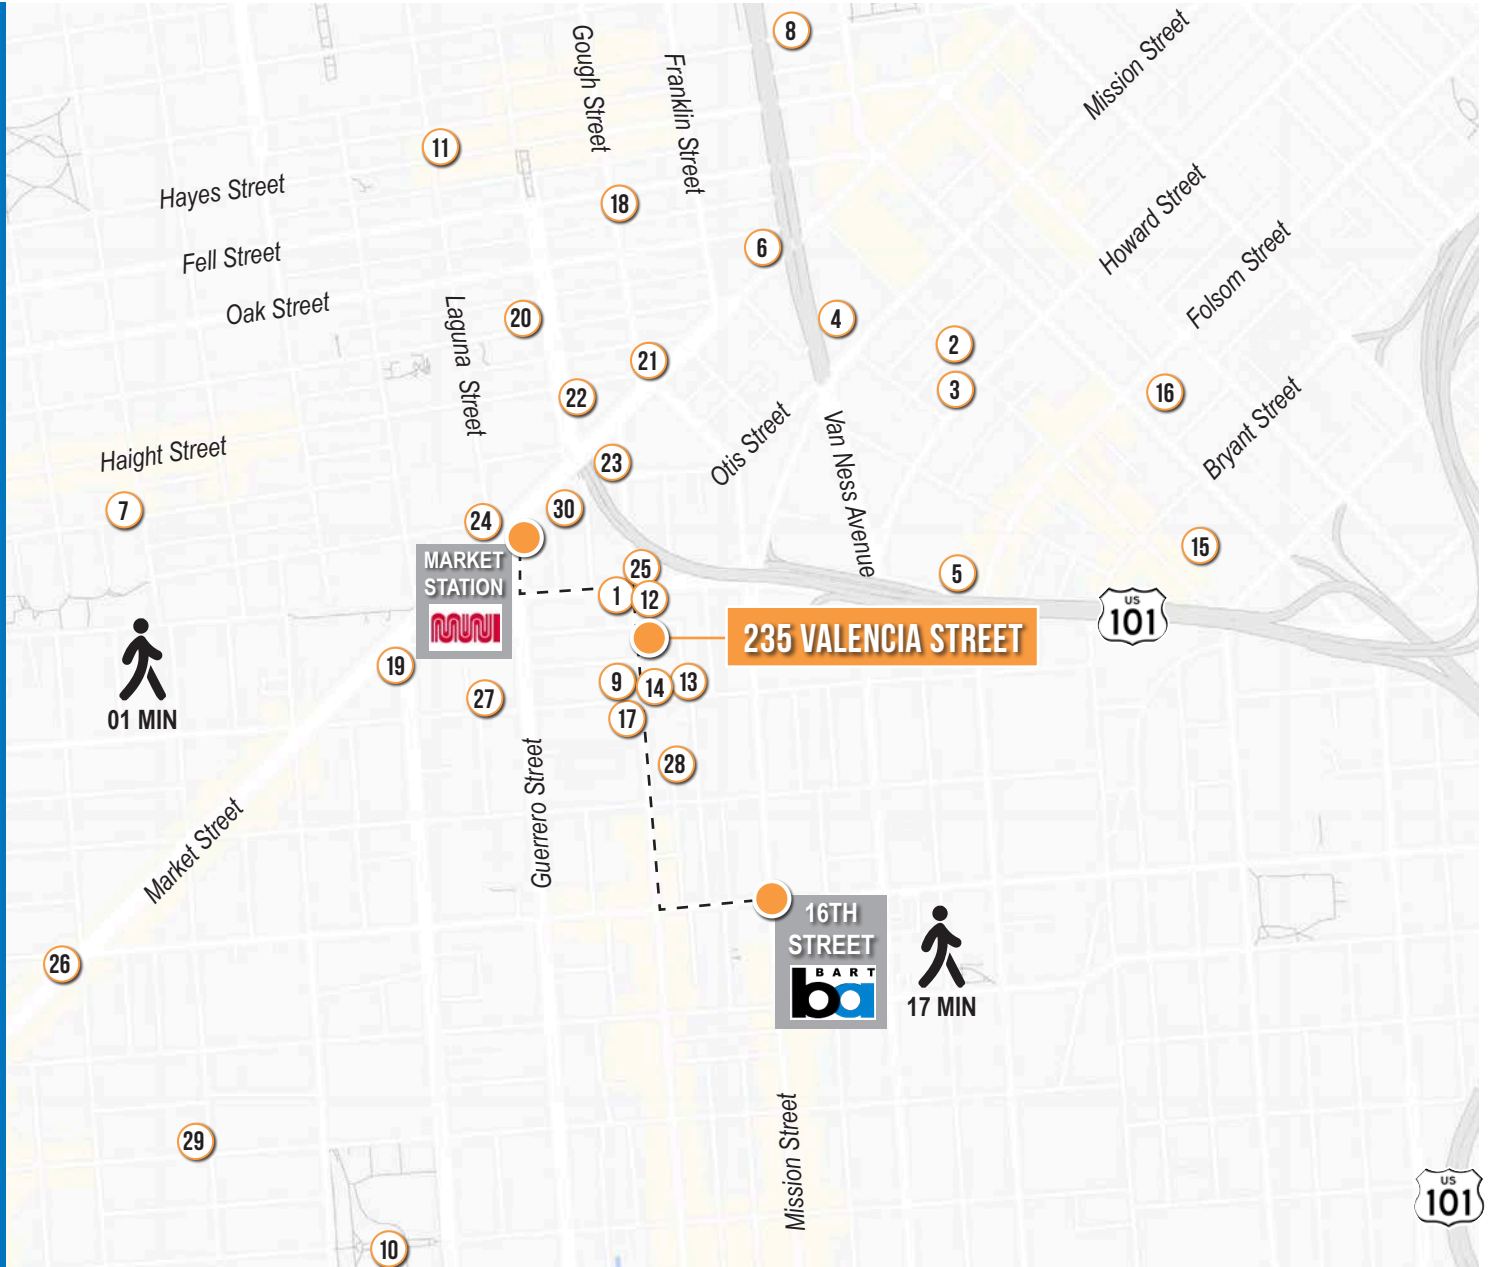 8
Gough Street
Franklin Street
Mission Street
11
Hayes Street
18
Howard Street
6
Fell Street
Folsom Street
Oak Street
Laguna Street
20
4
2
21
3
16
22
Otis Street
Van Ness Avenue
Bryant Street
Haight Street
23
7
24
30
15
MARKET
STATION
MUNI
25
1
12
5
US
101
235 VALENCIA STREET
19
01 MIN
27
9
14
13
17
28
Guerrero Street
Market Street
16TH
STREET
BART
ba
17 MIN
26
Mission Street
29
10
US
101